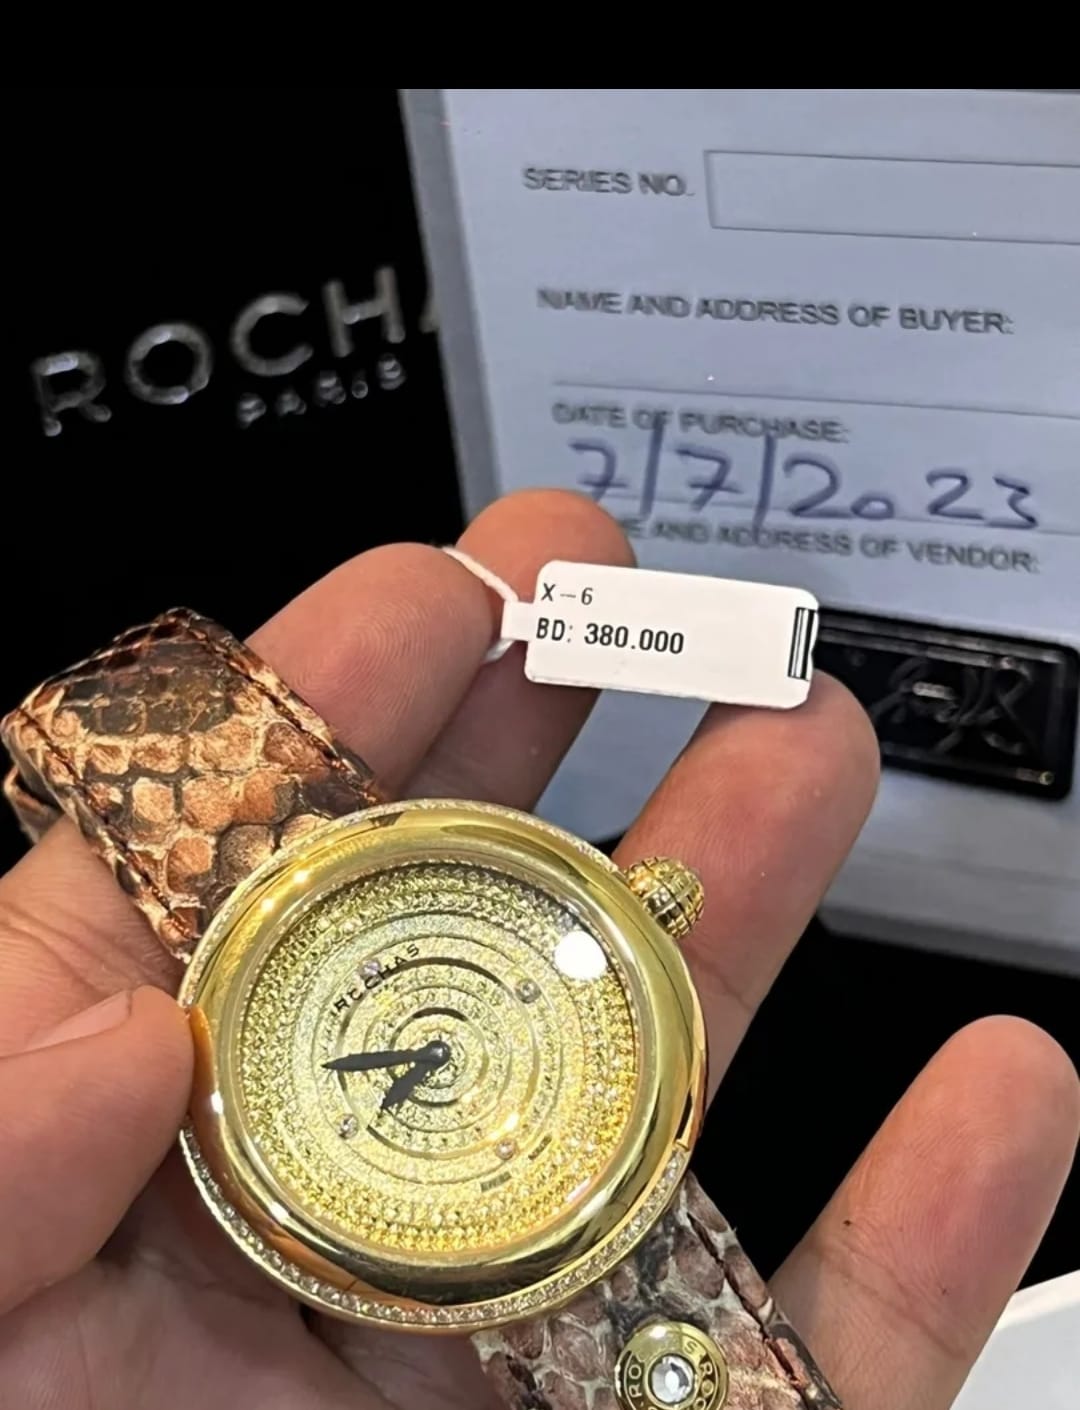 SERIES NO.
NAME AND ADDRESS OF BUYER:
DATE OF PURCHASE:
7/7/2023
AND ADDRESS OF VENDOR:
ROCHA
PARIS
X-6
BD: 380.000
ROCHAS